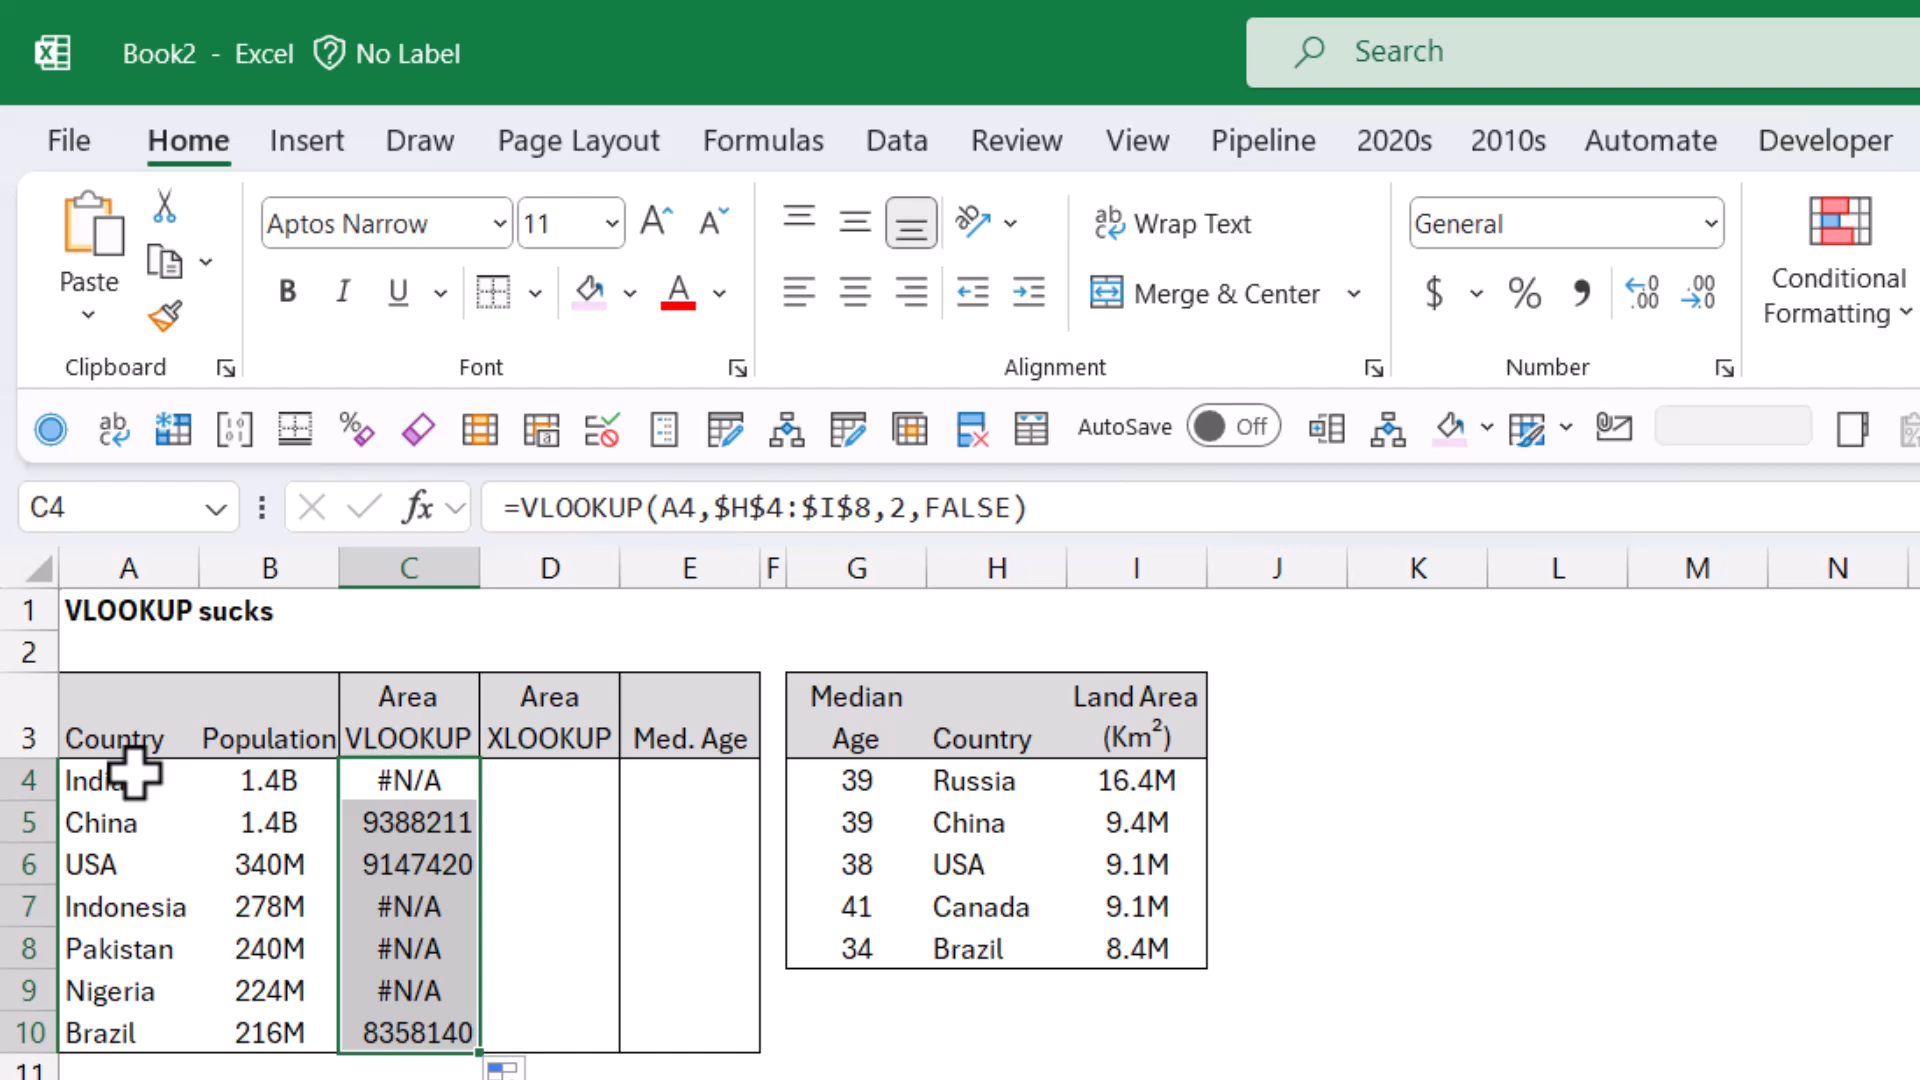 Book2 - Excel No Label
Search
File Home Insert Draw Page Layout Formulas Data Review View Pipeline 2020s 2010s Automate Developer
Paste
Aptos Narrow 11
Wrap Text
General
B I U
Merge & Center
$ % 9
Conditional
Formatting
Clipboard Font Alignment Number
AutoSave Off
C4 fx =VLOOKUP(A4,$H$4:$I$8,2,FALSE)
A B C D E F G H I J K L M N
1 VLOOKUP sucks
2
Area Area Median Land Area
3 Country Population VLOOKUP XLOOKUP Med. Age Age Country (Km²)
4 India 1.4B #N/A 39 Russia 16.4M
5 China 1.4B 9388211 39 China 9.4M
6 USA 340M 9147420 38 USA 9.1M
7 Indonesia 278M #N/A 41 Canada 9.1M
8 Pakistan 240M #N/A 34 Brazil 8.4M
9 Nigeria 224M #N/A
10 Brazil 216M 8358140
11